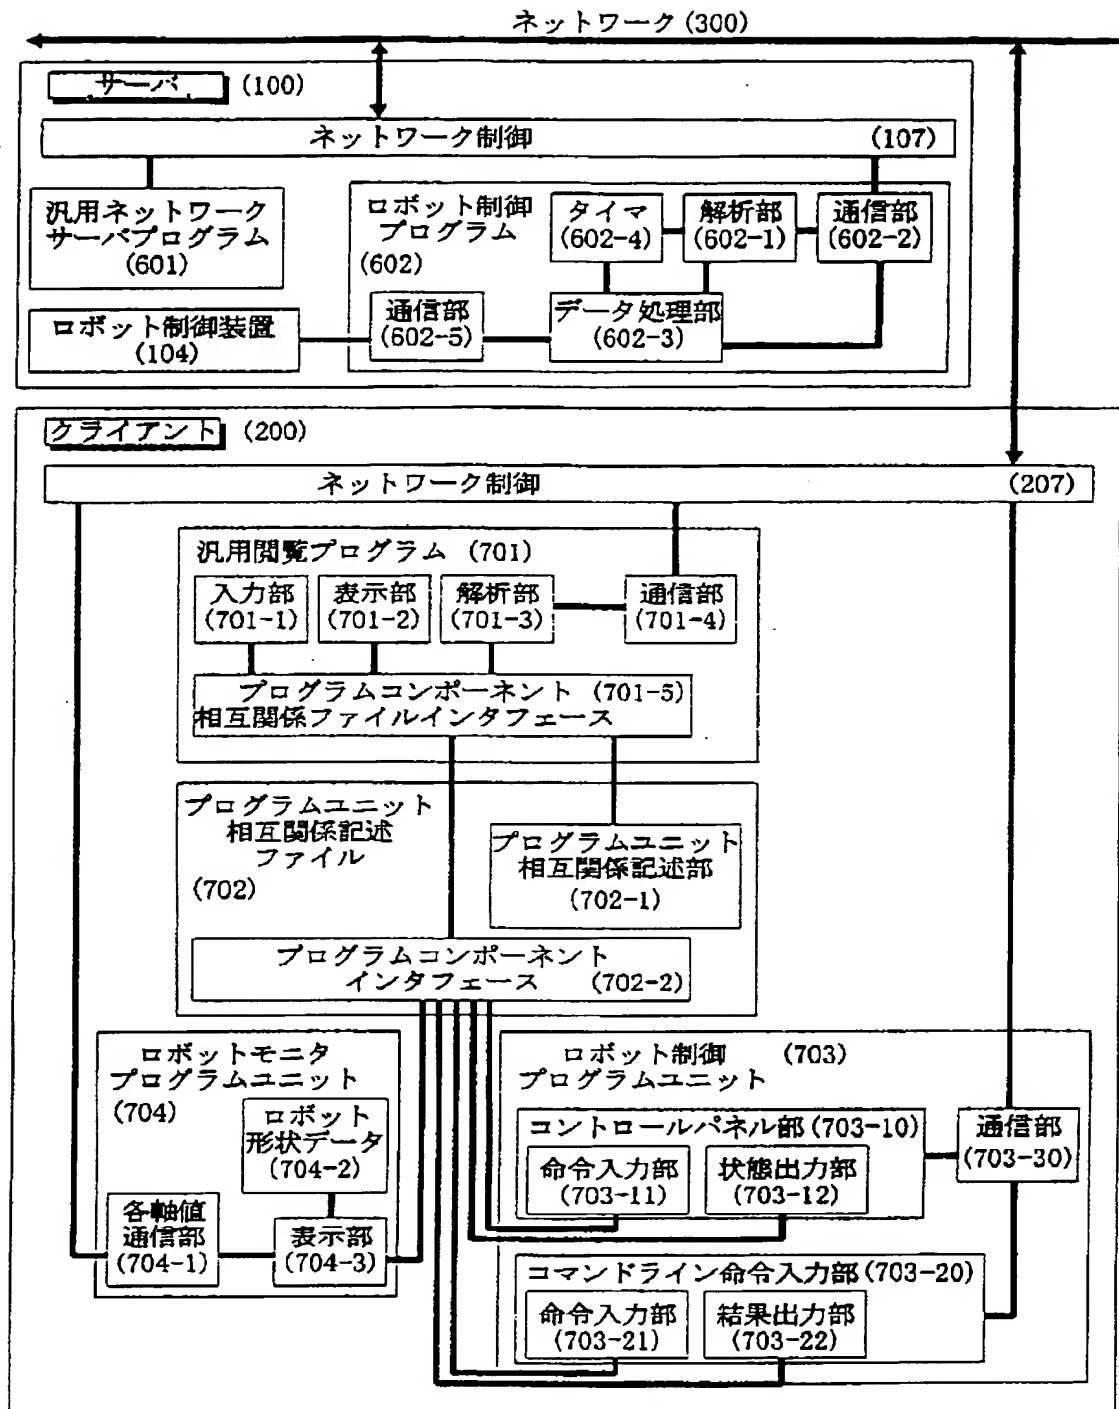 ネットワーク(300)
サーバ (100)
ネットワーク制御 (107)
汎用ネットワーク
サーバプログラム
(601)
ロボット制御
プログラム
(602)
タイマ
(602-4)
解析部
(602-1)
通信部
(602-2)
通信部
(602-5)
データ処理部
(602-3)
ロボット制御装置
(104)
クライアント (200)
ネットワーク制御 (207)
汎用閲覧プログラム (701)
入力部
(701-1)
表示部
(701-2)
解析部
(701-3)
通信部
(701-4)
プログラムコンポーネント (701-5)
相互関係ファイルインタフェース
プログラムユニット
相互関係記述
ファイル
(702)
プログラムユニット
相互関係記述部
(702-1)
プログラムコンポーネント
インタフェース (702-2)
ロボットモニタ
プログラムユニット
(704)
ロボット
形状データ
(704-2)
各軸値
通信部
(704-1)
表示部
(704-3)
ロボット制御 (703)
プログラムユニット
コントロールパネル部(703-10)
命令入力部
(703-11)
状態出力部
(703-12)
通信部
(703-30)
コマンドライン命令入力部(703-20)
命令入力部
(703-21)
結果出力部
(703-22)